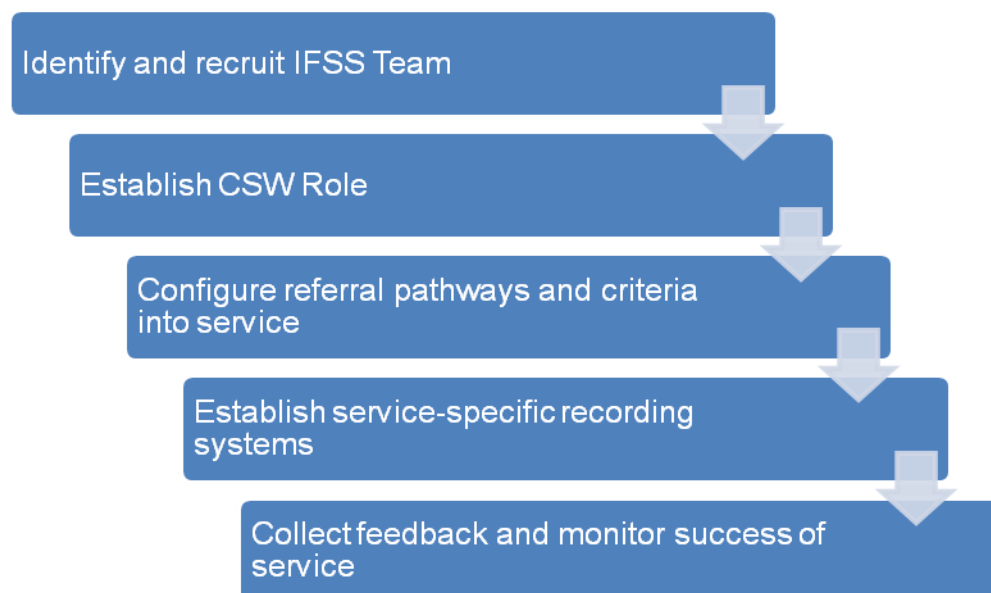 Identify and recruit IFSS Team
Establish CSW Role
Configure referral pathways and criteria
into service
Establish service-specific recording
systems
Collect feedback and monitor success of
service